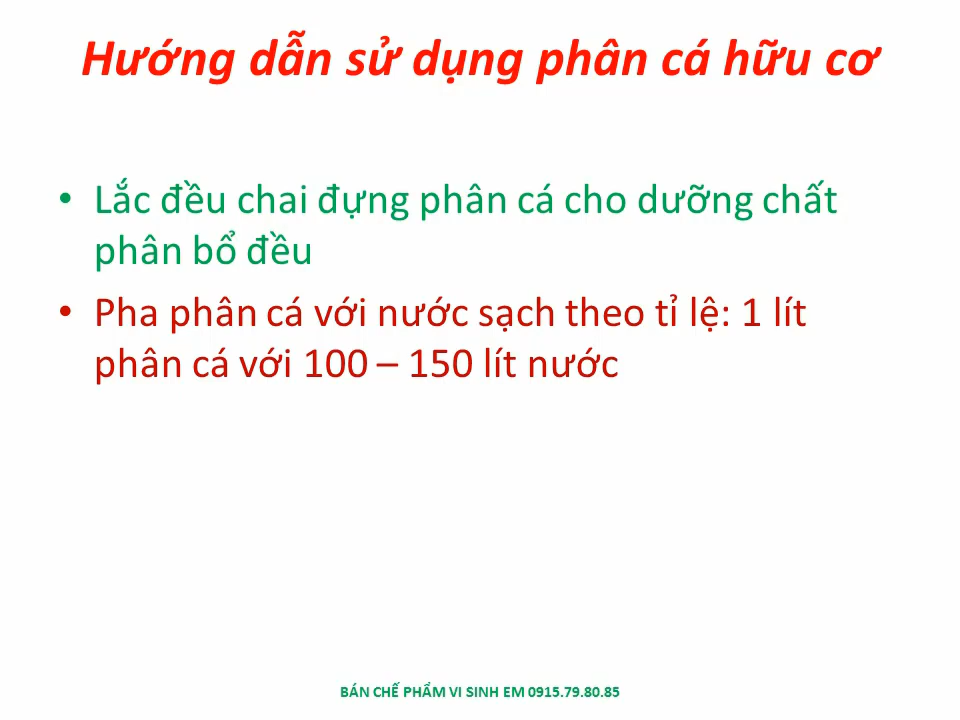 Hướng dẫn sử dụng phân cá hữu cơ
• Lắc đều chai đựng phân cá cho dưỡng chất
phân bổ đều
• Pha phân cá với nước sạch theo tỉ lệ: 1 lít
phân cá với 100 – 150 lít nước
BÁN CHẾ PHẨM VI SINH EM 0915.79.80.85